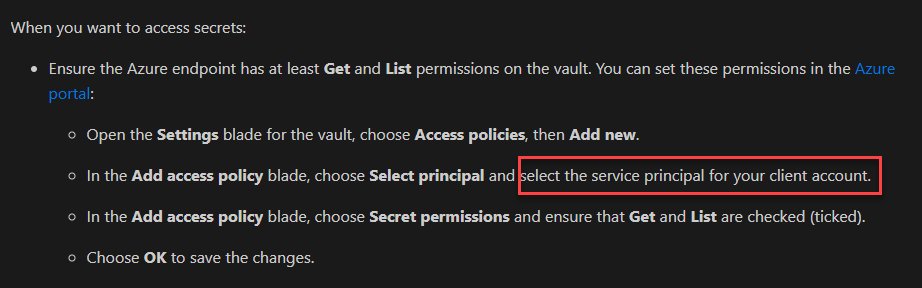 When you want to access secrets:
Ensure the Azure endpoint has at least Get and List permissions on the vault. You can set these permissions in the Azure
portal:
Open the Settings blade for the vault, choose Access policies, then Add new.
In the Add access policy blade, choose Select principal and select the service principal for your client account.
In the Add access policy blade, choose Secret permissions and ensure that Get and List are checked (ticked).
Choose OK to save the changes.